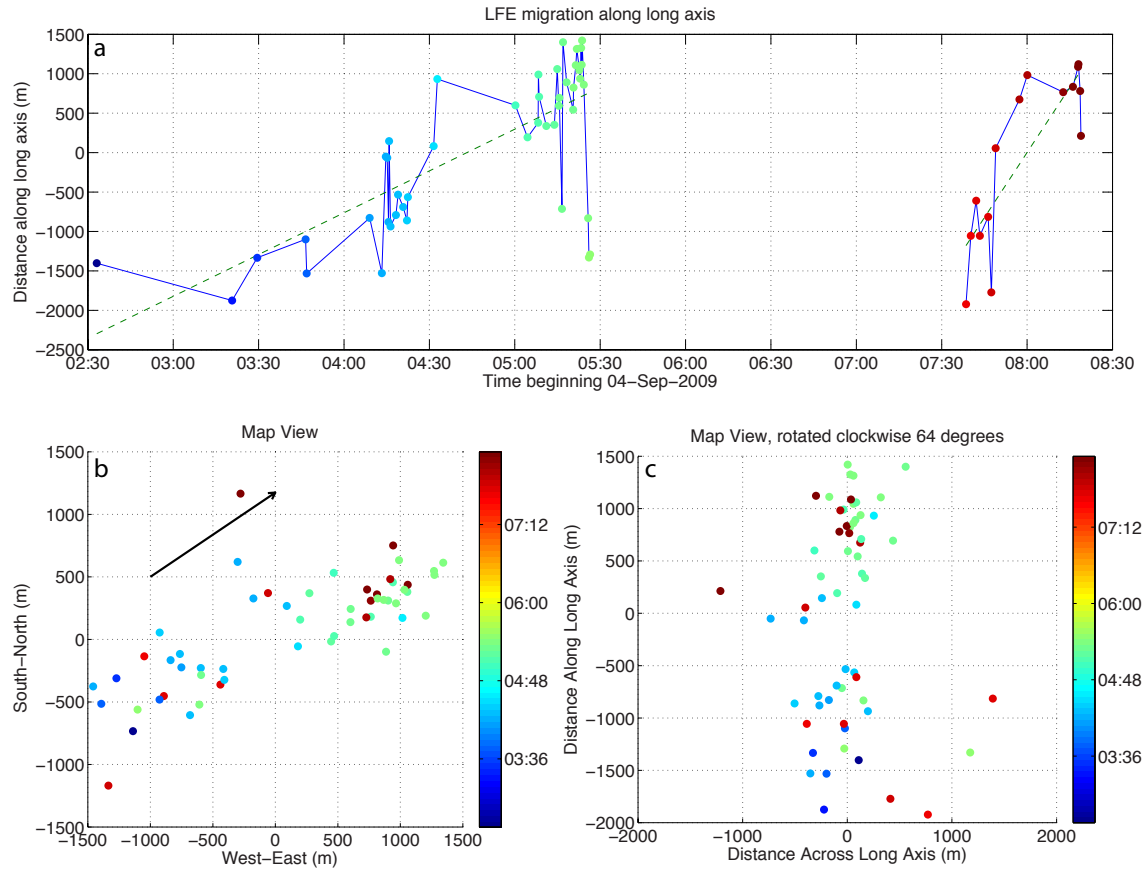 LFE migration along long axis
a
Distance along long axis (m)
1500
1000
500
0
−500
−1000
−1500
−2000
−2500
02:30 03:00 03:30 04:00 04:30 05:00 05:30 06:00 06:30 07:00 07:30 08:00 08:30
Time beginning 04−Sep−2009
Map View
b
South−North (m)
1500
1000
500
0
−500
−1000
−1500
−1500 −1000 −500 0 500 1000 1500
West−East (m)
07:12
06:00
04:48
03:36
Map View, rotated clockwise 64 degrees
c
Distance Along Long Axis (m)
1500
1000
500
0
−500
−1000
−1500
−2000
−2000 −1000 0 1000 2000
Distance Across Long Axis (m)
07:12
06:00
04:48
03:36